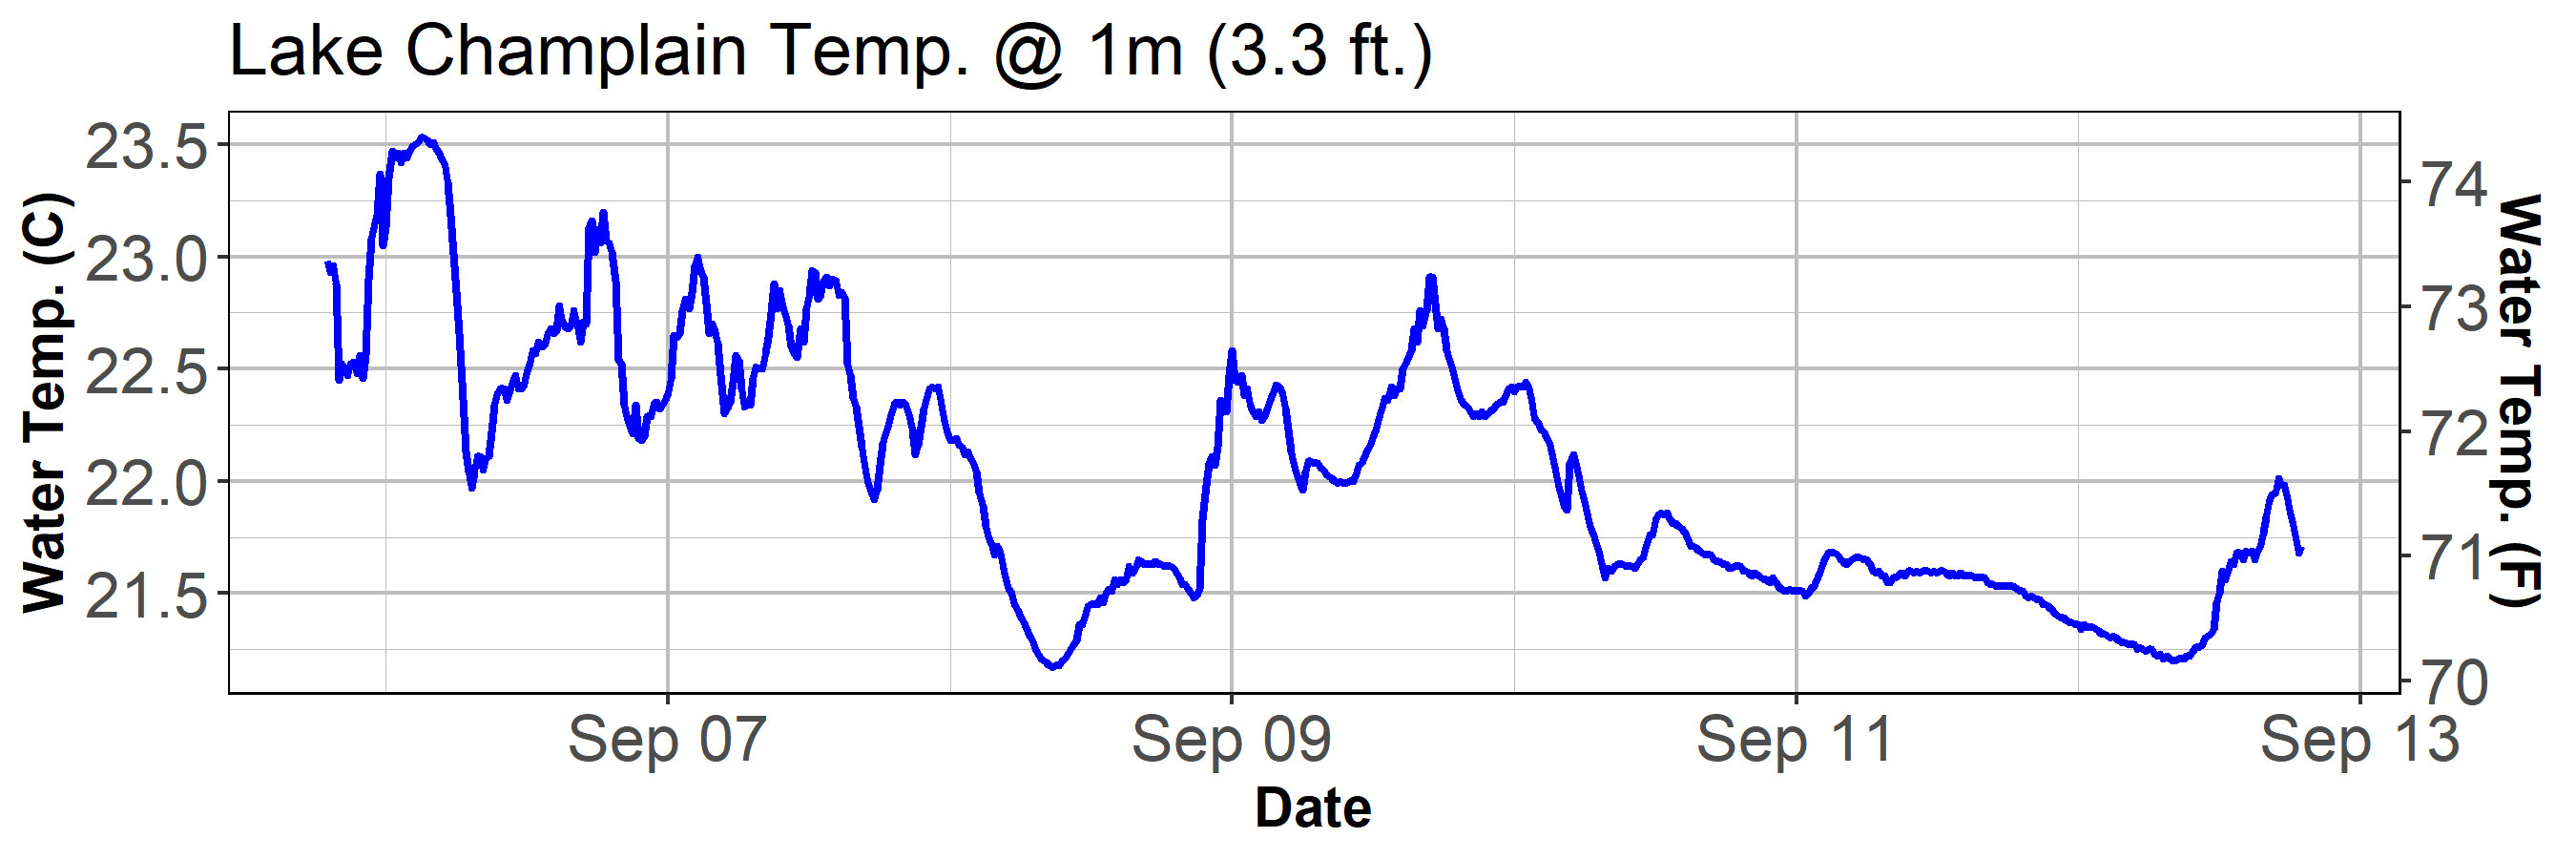 Lake Champlain Temp. @ 1m (3.3 ft.)
Water Temp. (C)
23.5
23.0
22.5
22.0
21.5
74
73
72
71
70
Water Temp. (F)
Sep 07
Sep 09
Sep 11
Sep 13
Date